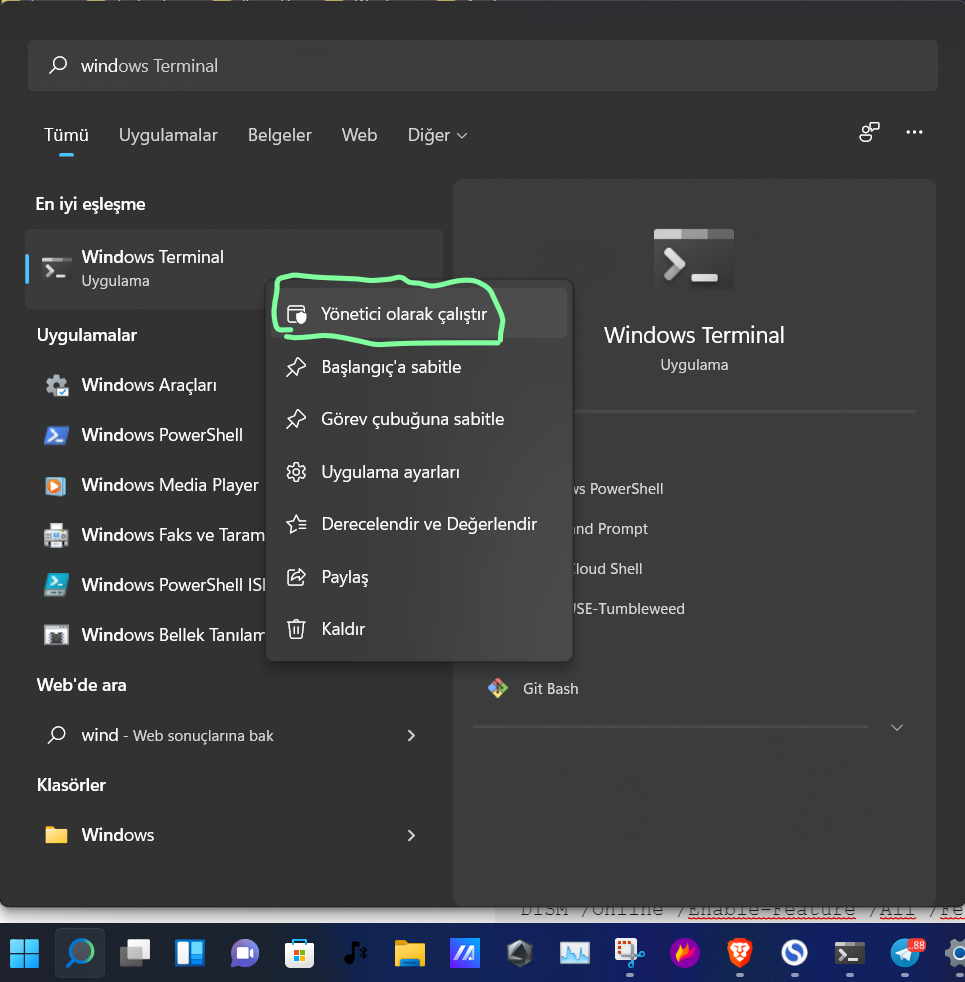 windows Terminal
Tümü Uygulamalar Belgeler Web Diğer
En iyi eşleşme
Windows Terminal
Uygulama
Yönetici olarak çalıştır
Başlangıç'a sabitle
Görev çubuğuna sabitle
Uygulama ayarları
Derecelendir ve Değerlendir
Paylaş
Kaldır
Uygulamalar
Windows Araçları
Windows PowerShell
Windows Media Player
Windows Faks ve Taram
Windows PowerShell ISI
Windows Bellek Tanılam
Web'de ara
wind - Web sonuçlarına bak
Klasörler
Windows
Windows Terminal
Uygulama
ws PowerShell
nd Prompt
loud Shell
SE-Tumbleweed
Git Bash
DISM /Online /Enable-Feature /All /Fe
.88